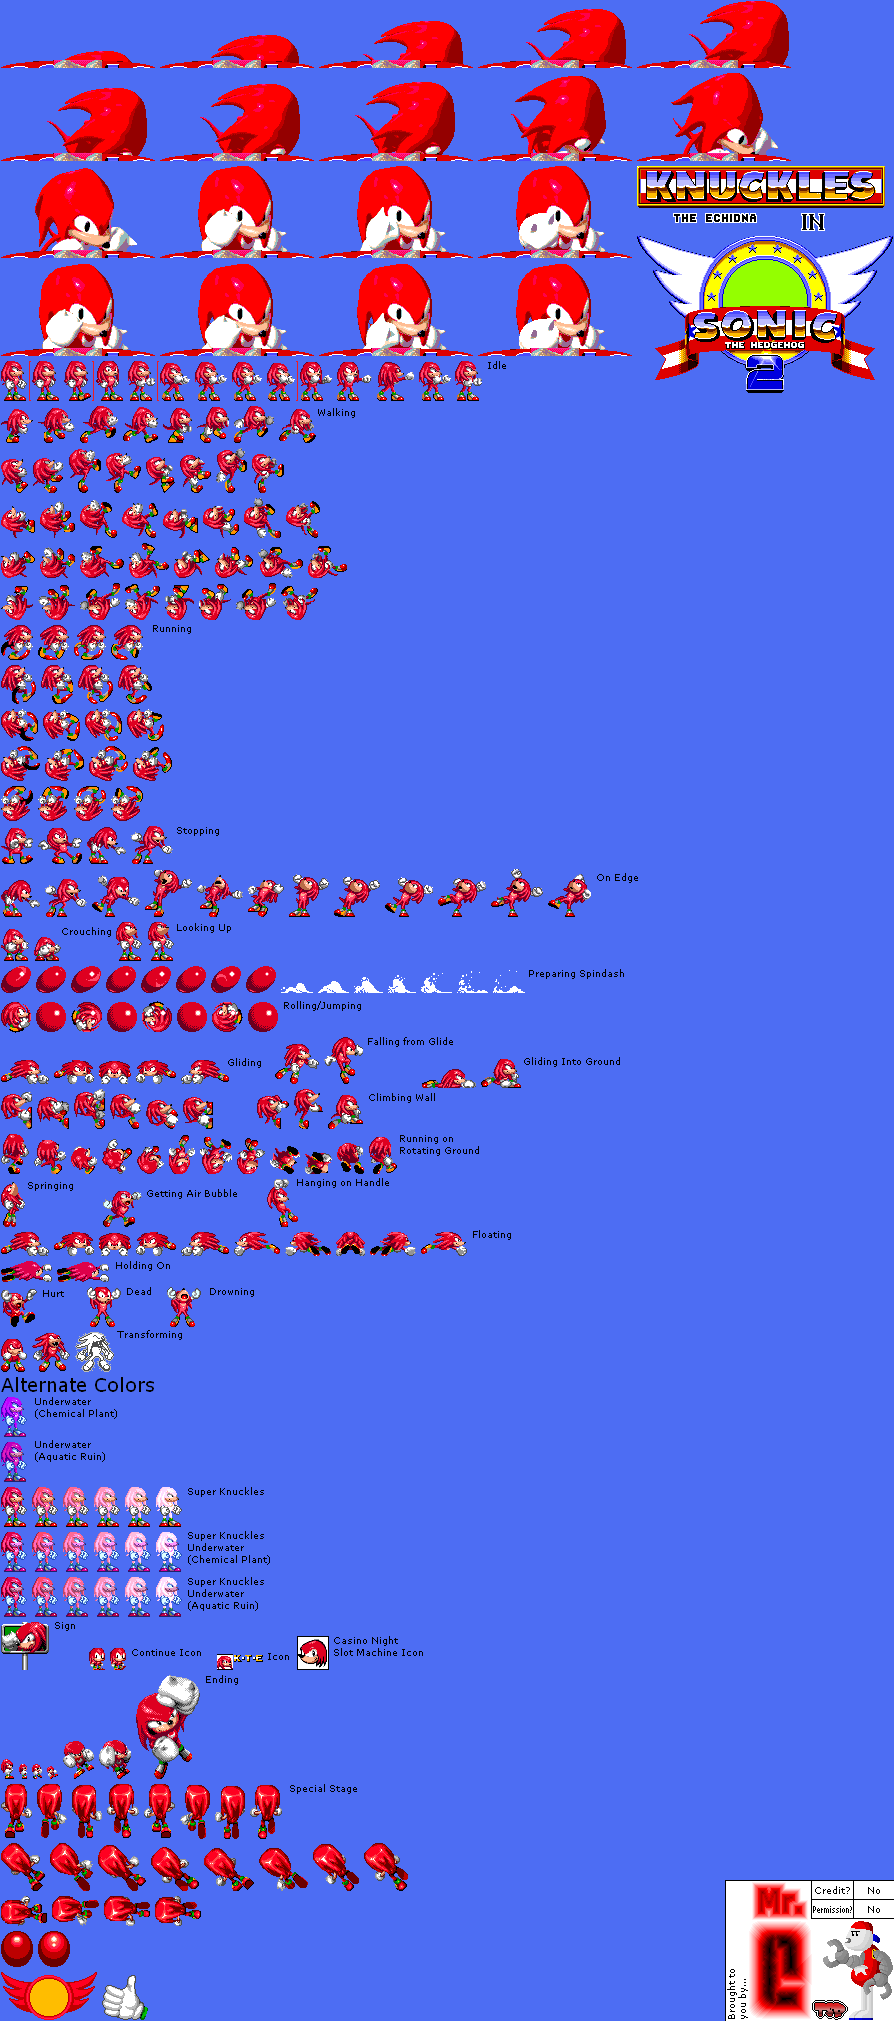 KNUCKLES
THE ECHIDNA
IN
SONIC
THE HEDGEHOG
2
Idle
Walking
Running
Stopping
On Edge
Crouching
Looking Up
Preparing Spindash
Rolling/Jumping
Gliding
Falling from Glide
Gliding Into Ground
Climbing Wall
Running on
Rotating Ground
Springing
Getting Air Bubble
Hanging on Handle
Floating
Holding On
Hurt
Dead
Drowning
Transforming
Alternate Colors
Underwater
(Chemical Plant)
Underwater
(Aquatic Ruin)
Super Knuckles
Super Knuckles
Underwater
(Chemical Plant)
Super Knuckles
Underwater
(Aquatic Ruin)
Sign
Continue Icon
K-T-E
Icon
Casino Night
Slot Machine Icon
Ending
Special Stage
Brought to
you by...
Mr.
C
Credit? No
Permission? No